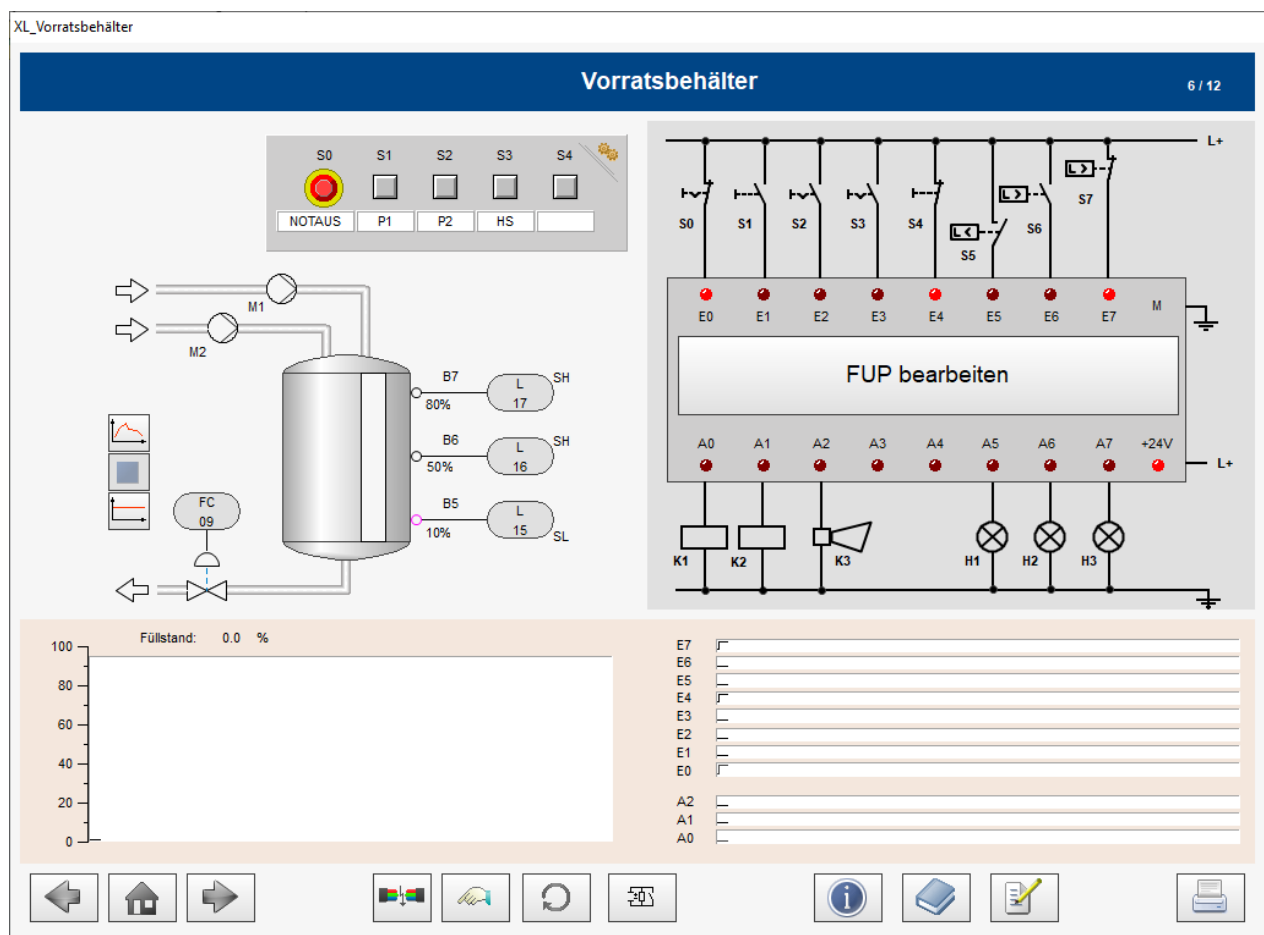 XL_Vorratsbehälter
Vorratsbehälter
6 / 12
S0 S1 S2 S3 S4
NOTAUS P1 P2 HS
L+
S0 S1 S2 S3 S4 S5 S6 S7
L > L > L <
E0 E1 E2 E3 E4 E5 E6 E7 M
FUP bearbeiten
A0 A1 A2 A3 A4 A5 A6 A7 +24V
L+
K1 K2 K3 H1 H2 H3
M1
M2
B7 L 17 SH
80%
B6 L 16 SH
50%
B5 L 15 SL
10%
FC
09
Füllstand: 0.0 %
100
80
60
40
20
0
E7
E6
E5
E4
E3
E2
E1
E0
A2
A1
A0